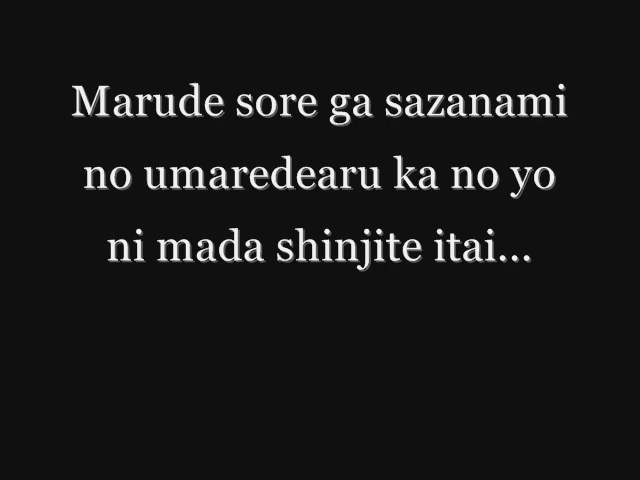 Marude sore ga sazanami
no umaredearu ka no yo
ni mada shinjite itai...